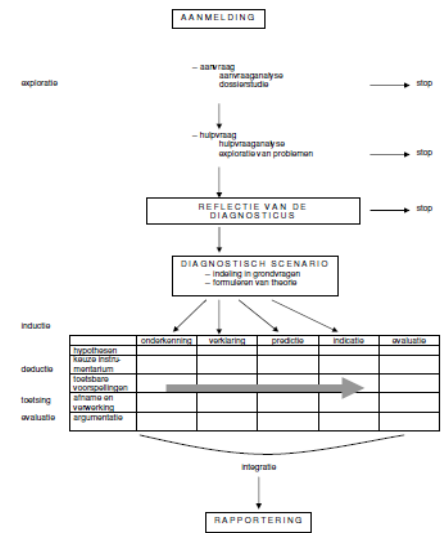 AANMELDING
– aanvraag
aanvraaganalyse
exploratie
dossierstudie
stop
– hulpvraag
hulpvraaganalyse
exploratie van problemen
stop
REFLECTIE VAN DE
DIAGNOSTICUS
stop
DIAGNOSTISCH SCENARIO
– indeling in grondvragen
– formuleren van theorie
inductie
onderkenning verklaring predictie indicatie evaluatie
hypothesen
deductie
keuze instru-
mentarium
toetsbare
voorspellingen
toetsing
afname en
verwerking
evaluatie argumentatie
integratie
RAPPORTERING